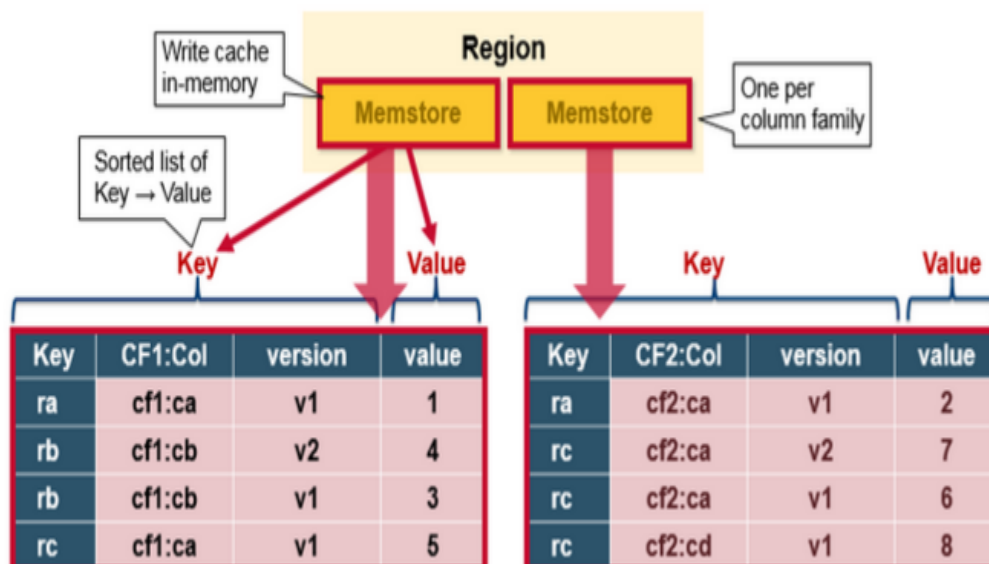 Region
Write cache
in-memory
Memstore
Memstore
One per
column family
Sorted list of
Key → Value
Key
Value
Key
Value
Key CF1:Col version value
ra cf1:ca v1 1
rb cf1:cb v2 4
rb cf1:cb v1 3
rc cf1:ca v1 5
Key CF2:Col version value
ra cf2:ca v1 2
rc cf2:ca v2 7
rc cf2:ca v1 6
rc cf2:cd v1 8